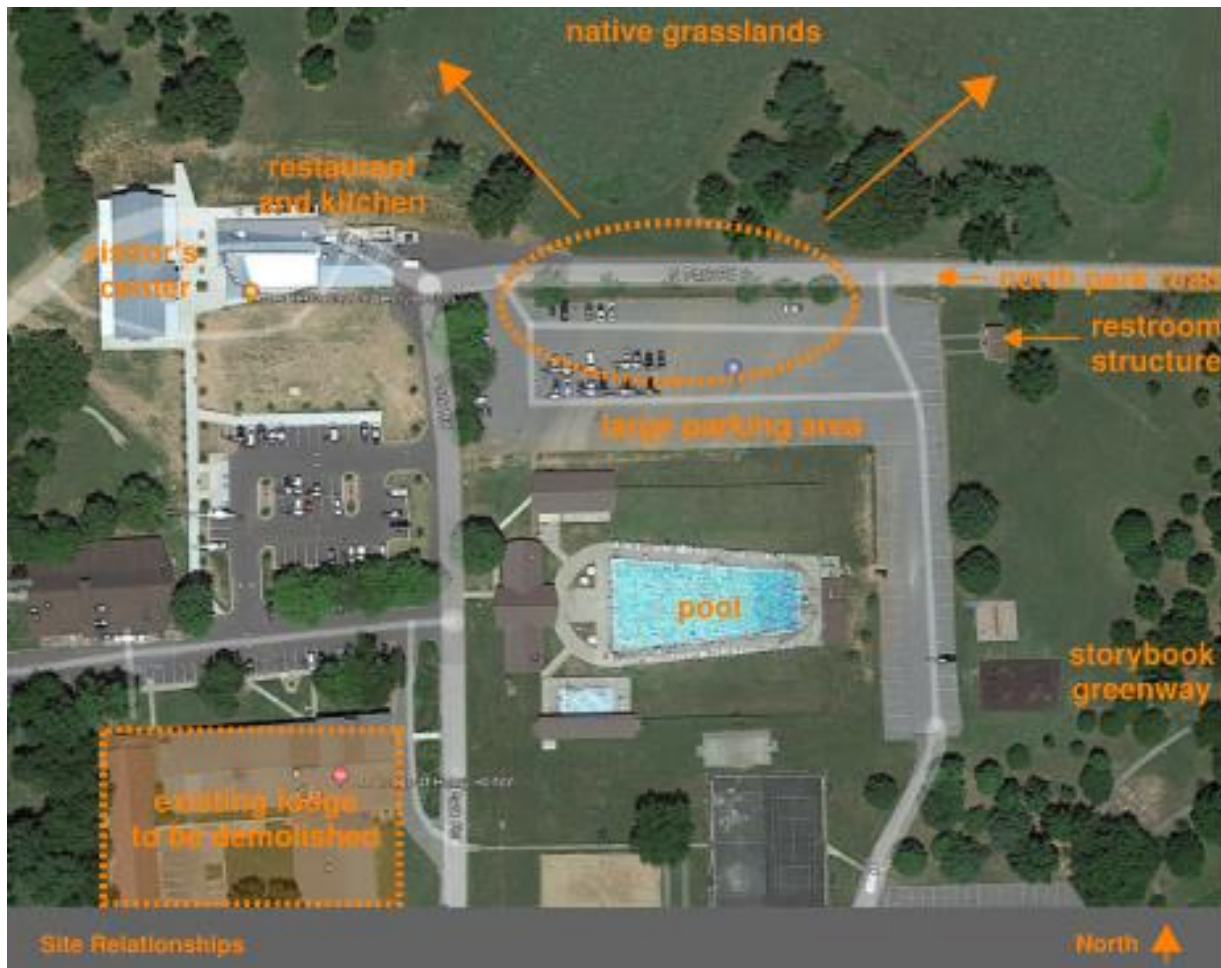 native grasslands
restaurant
and kitchen
visitor's
center
north park road
restroom
structure
large parking area
pool
storybook
greenway
existing lodge
to be demolished
Site Relationships
North